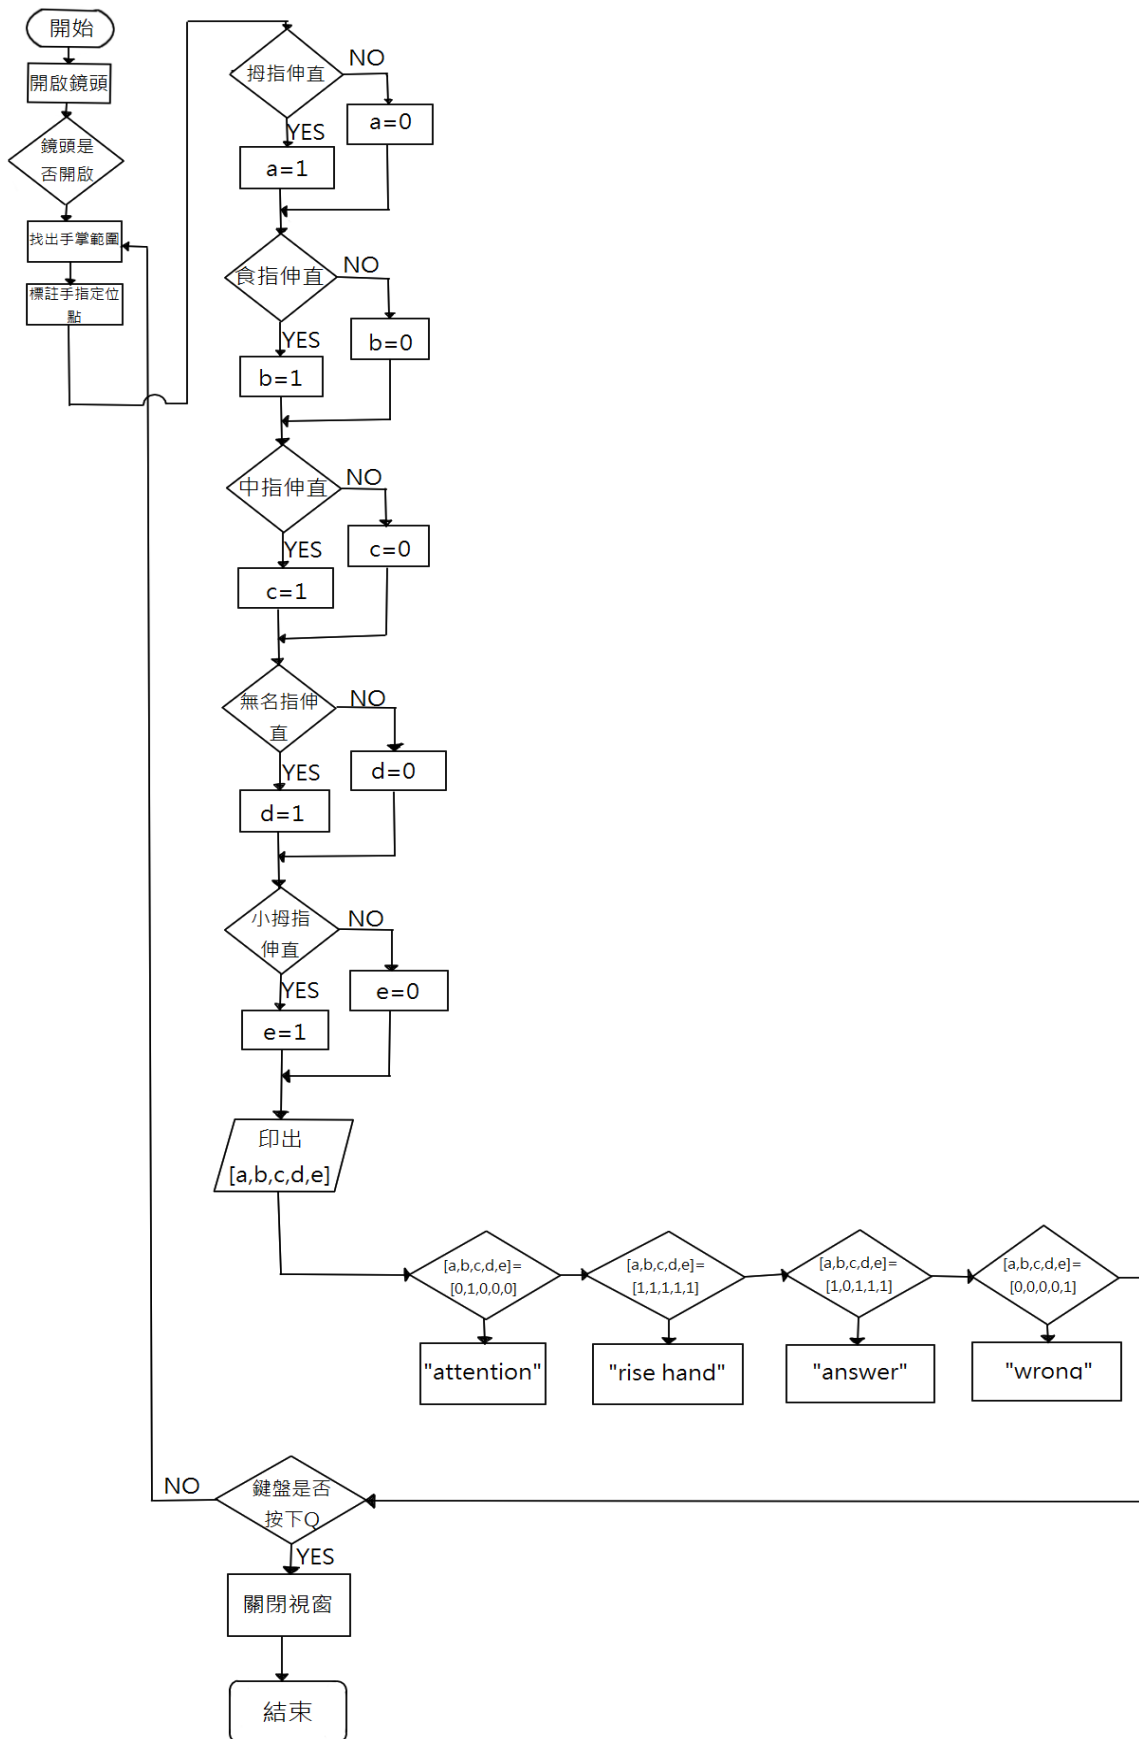 開始
開啟鏡頭
鏡頭是
否開啟
找出手掌範圍
標註手指定位
點
拇指伸直
NO
a=0
YES
a=1
食指伸直
NO
b=0
YES
b=1
中指伸直
NO
c=0
YES
c=1
無名指伸
直
NO
d=0
YES
d=1
小拇指
伸直
NO
e=0
YES
e=1
印出
[a,b,c,d,e]
[a,b,c,d,e]=
[0,1,0,0,0]
"attention"
[a,b,c,d,e]=
[1,1,1,1,1]
"rise hand"
[a,b,c,d,e]=
[1,0,1,1,1]
"answer"
[a,b,c,d,e]=
[0,0,0,0,1]
"wrong"
鍵盤是否
按下Q
NO
YES
關閉視窗
結束